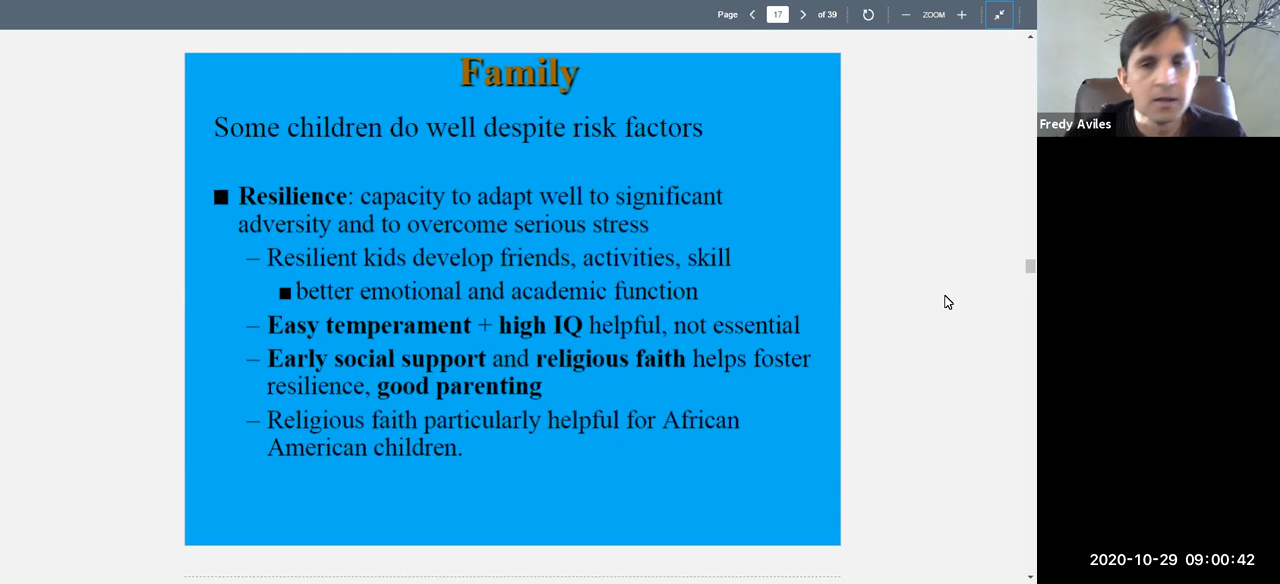 Page 17 of 39 ZOOM
Family
Some children do well despite risk factors
■ Resilience: capacity to adapt well to significant
adversity and to overcome serious stress
– Resilient kids develop friends, activities, skill
■ better emotional and academic function
– Easy temperament + high IQ helpful, not essential
– Early social support and religious faith helps foster
resilience, good parenting
– Religious faith particularly helpful for African
American children.
Fredy Aviles
2020-10-29 09:00:42